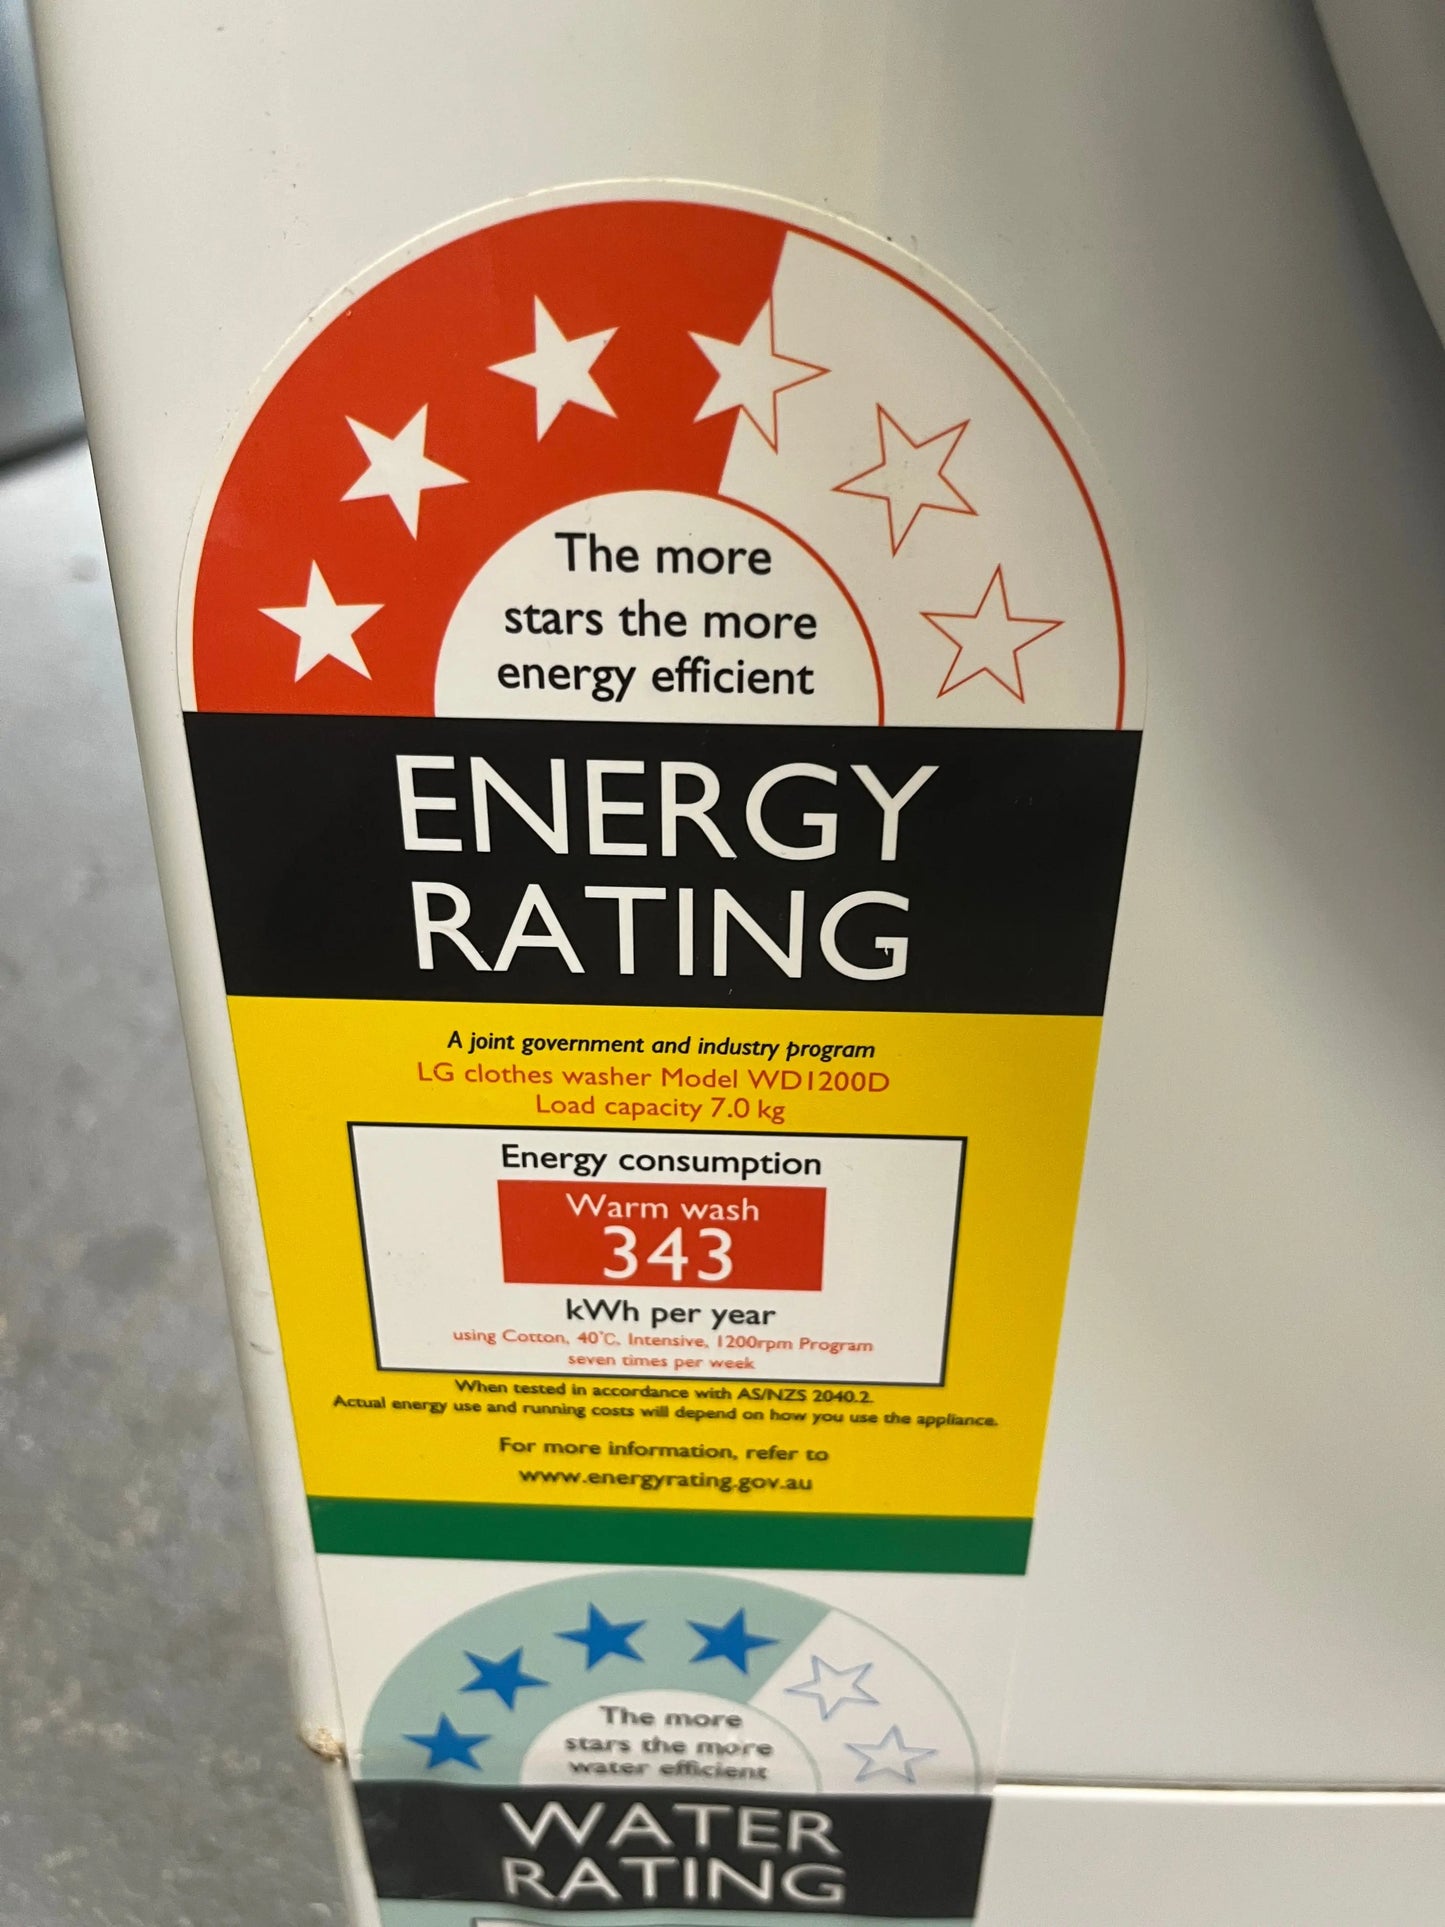 The more
stars the more
energy efficient
ENERGY
RATING
A joint government and industry program
LG clothes washer Model WD1200D
Load capacity 7.0 kg
Energy consumption
Warm wash
343
kWh per year
using Cotton, 40°C, Intensive, 1200rpm Program
seven times per week
When tested in accordance with AS/NZS 2040.2.
Actual energy use and running costs will depend on how you use the appliance.
For more information, refer to
www.energyrating.gov.au
The more
stars the more
water efficient
WATER
RATING